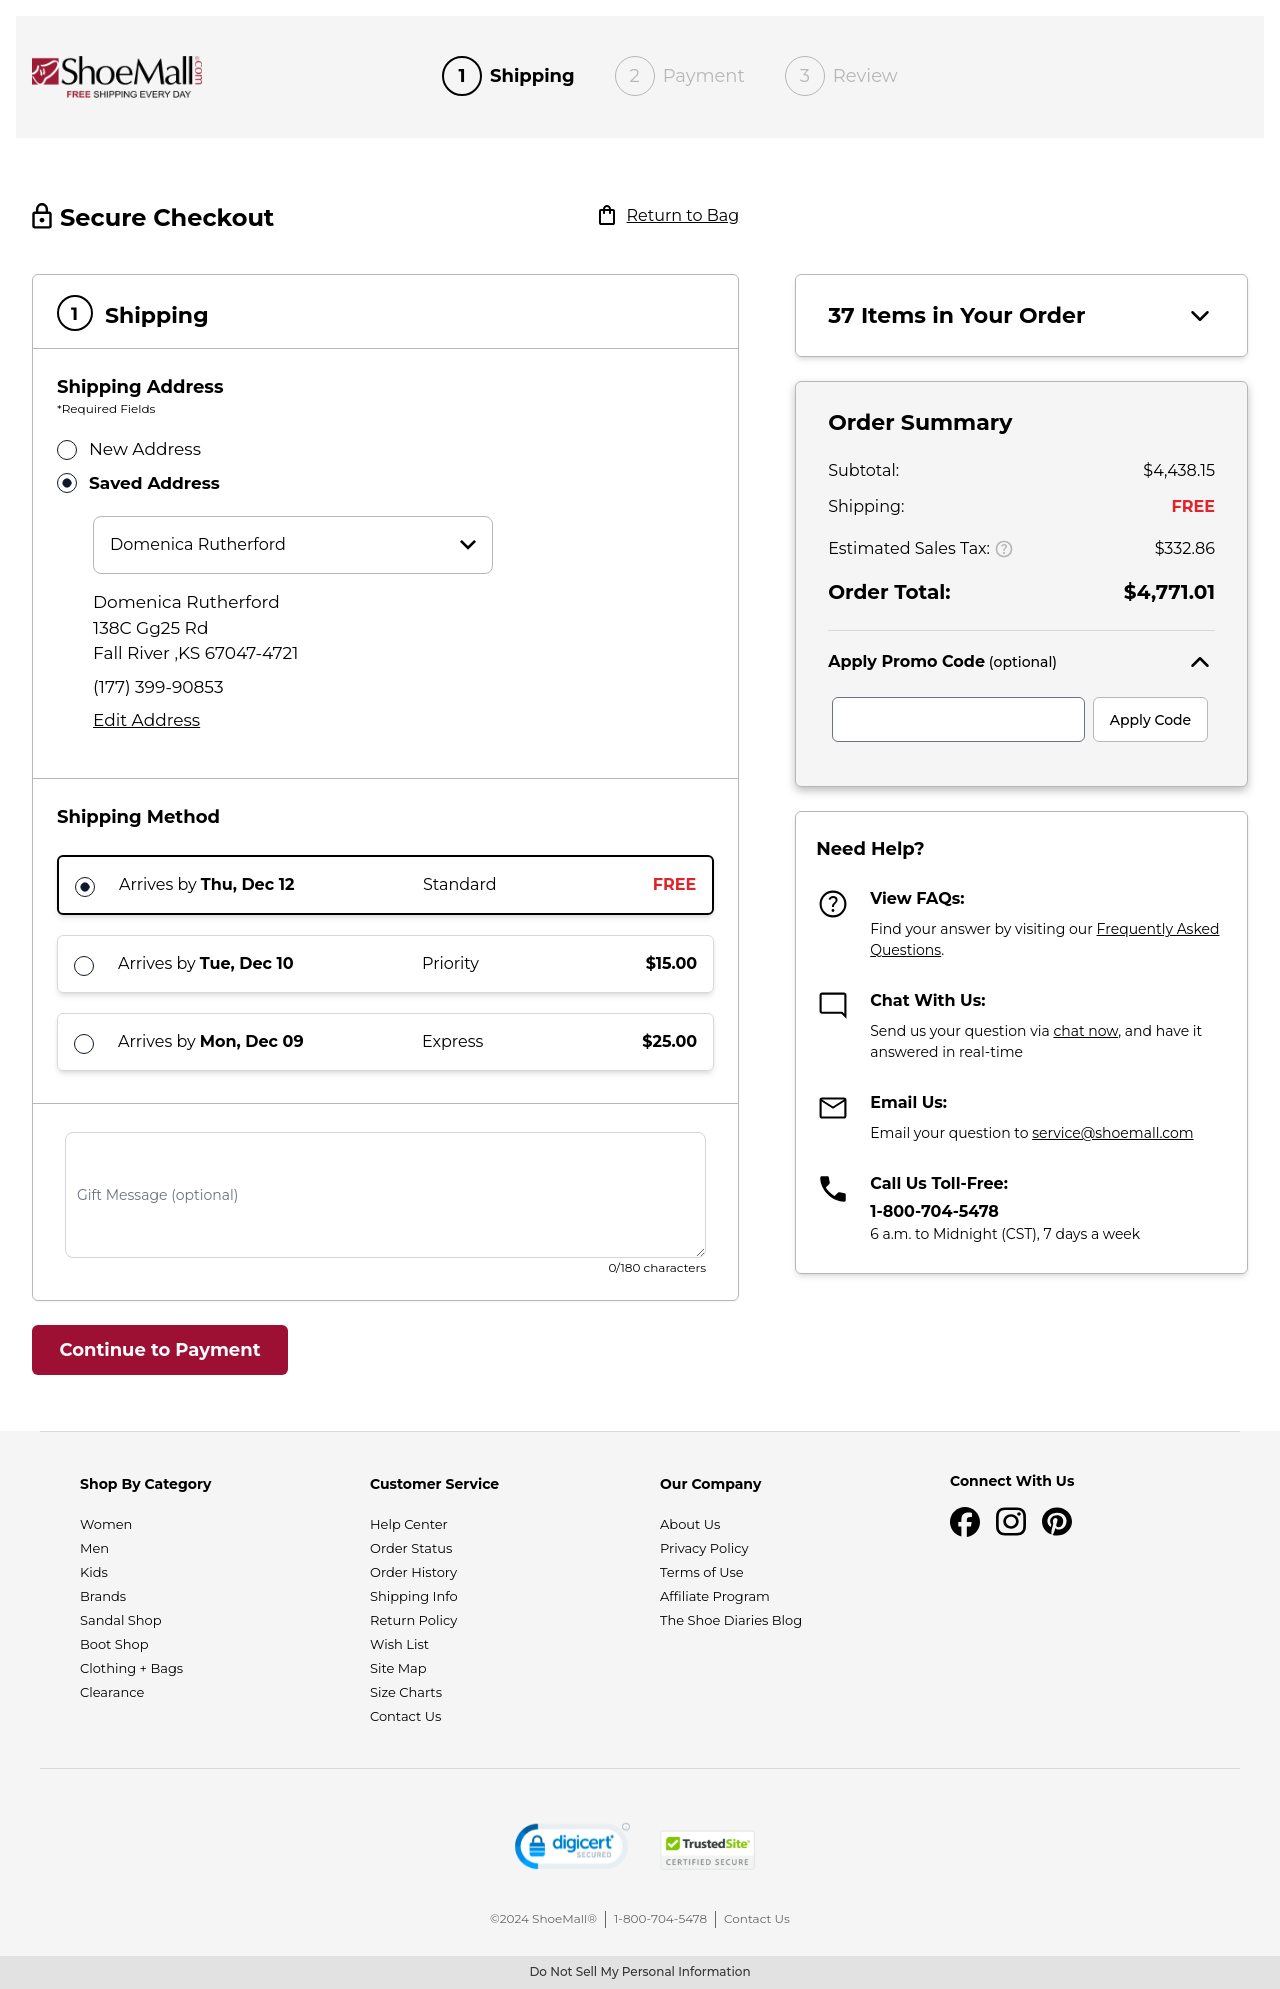 ShoeMall.com
FREE SHIPPING EVERY DAY
1 Shipping
2 Payment
3 Review
Secure Checkout
Return to Bag
1 Shipping
Shipping Address
*Required Fields
New Address
Saved Address
Domenica Rutherford
Domenica Rutherford
138C Gg25 Rd
Fall River ,KS 67047-4721
(177) 399-90853
Edit Address
Shipping Method
Arrives by Thu, Dec 12 Standard FREE
Arrives by Tue, Dec 10 Priority $15.00
Arrives by Mon, Dec 09 Express $25.00
Gift Message (optional)
0/180 characters
Continue to Payment
37 Items in Your Order
Order Summary
Subtotal: $4,438.15
Shipping: FREE
Estimated Sales Tax: ? $332.86
Order Total: $4,771.01
Apply Promo Code (optional)
Apply Code
Need Help?
View FAQs:
Find your answer by visiting our Frequently Asked
Questions.
Chat With Us:
Send us your question via chat now, and have it
answered in real-time
Email Us:
Email your question to service@shoemall.com
Call Us Toll-Free:
1-800-704-5478
6 a.m. to Midnight (CST), 7 days a week
Shop By Category
Women
Men
Kids
Brands
Sandal Shop
Boot Shop
Clothing + Bags
Clearance
Customer Service
Help Center
Order Status
Order History
Shipping Info
Return Policy
Wish List
Site Map
Size Charts
Contact Us
Our Company
About Us
Privacy Policy
Terms of Use
Affiliate Program
The Shoe Diaries Blog
Connect With Us
digicert
SECURED
TrustedSite
CERTIFIED SECURE
©2024 ShoeMall®
1-800-704-5478
Contact Us
Do Not Sell My Personal Information